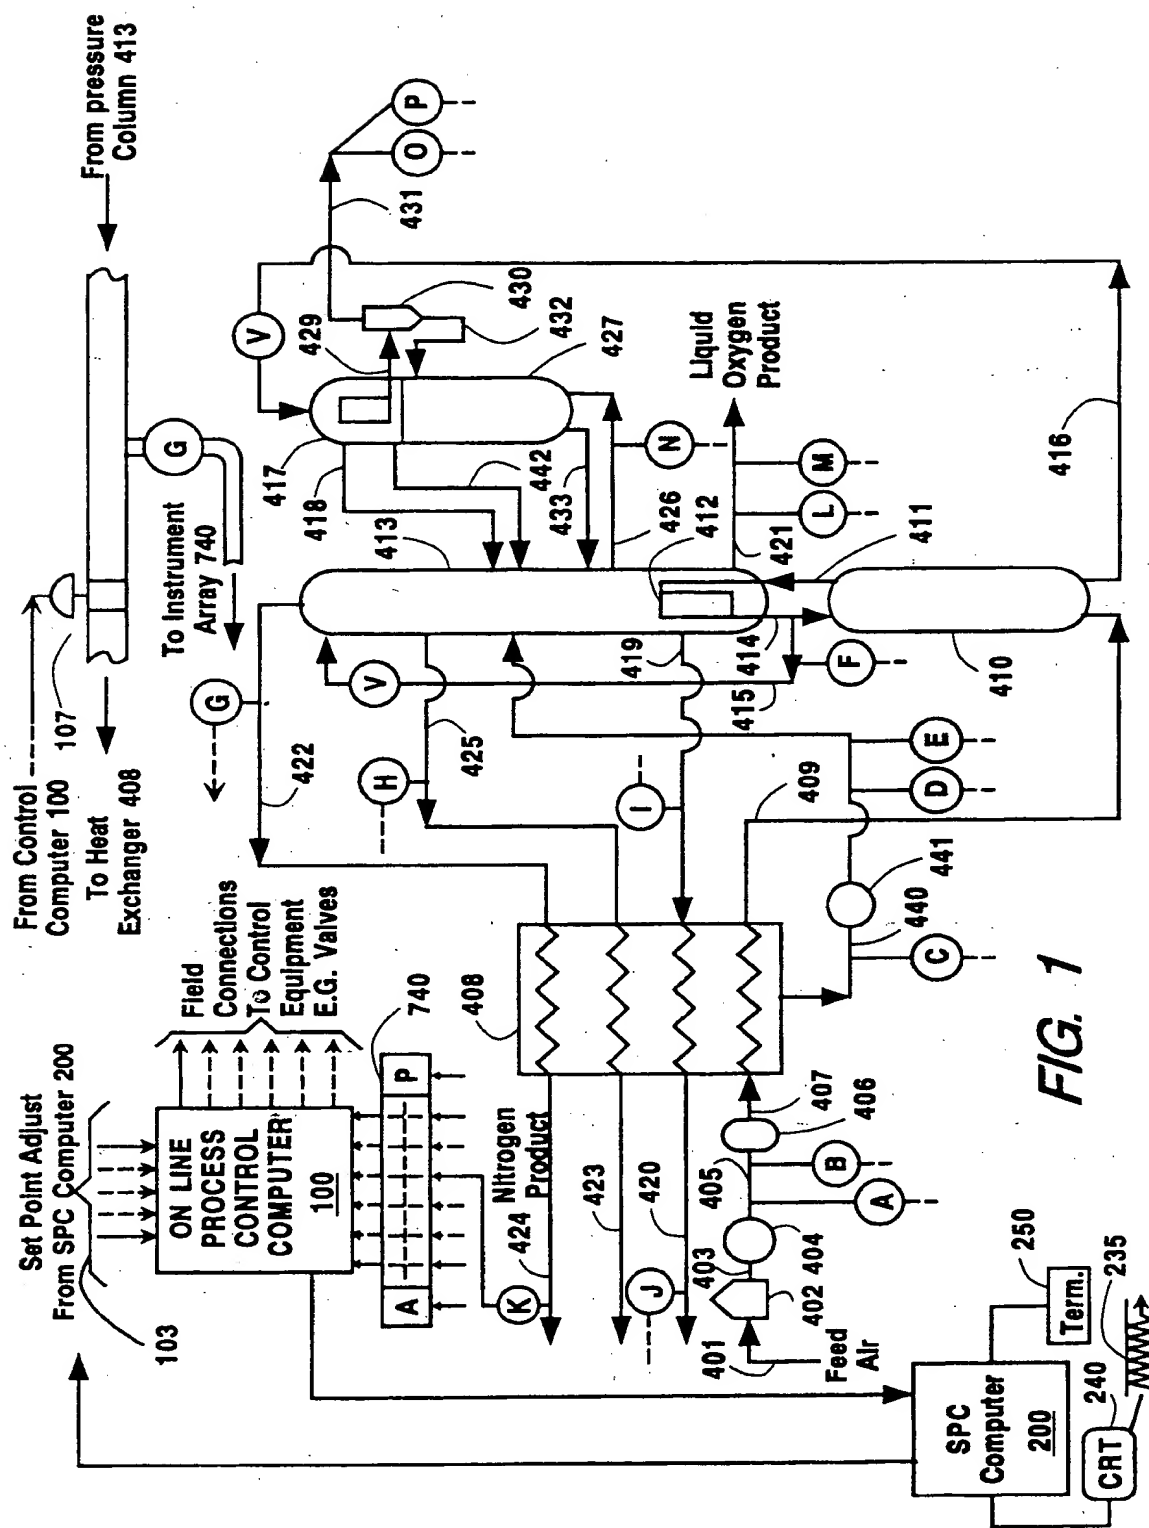 From Control
Computer 100
107
To Heat
Exchanger 408
From pressure
Column 413
G
To Instrument
Array 740
Set Point Adjust
From SPC Computer 200
103
ON LINE
PROCESS
CONTROL
COMPUTER
100
Field
Connections
To Control
Equipment
E.G. Valves
740
A
P
K
424
Nitrogen
Product
423
J
420
401
Feed
Air
402
403
404
405
A
B
406
407
408
422
G
H
425
I
419
V
415
414
F
413
417
418
442
433
V
429
430
432
427
431
O
P
426
412
N
421
Liquid
Oxygen
Product
L
M
411
410
416
409
D
E
441
440
C
SPC
Computer
200
Term.
250
CRT
240
235
FIG. 1